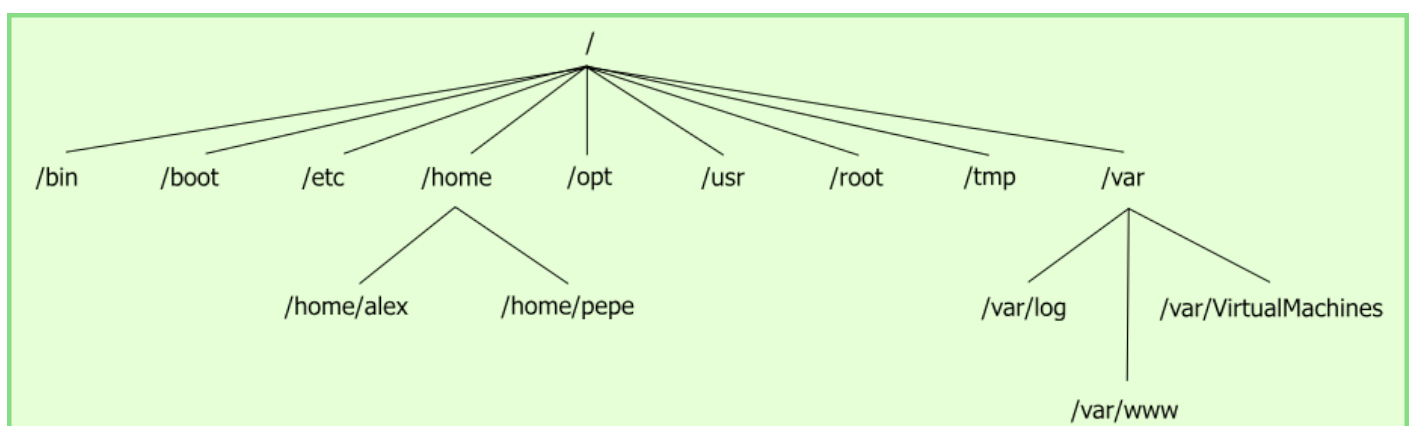 /
/bin /boot /etc /home /opt /usr /root /tmp /var
/home/alex /home/pepe /var/log /var/VirtualMachines
/var/www